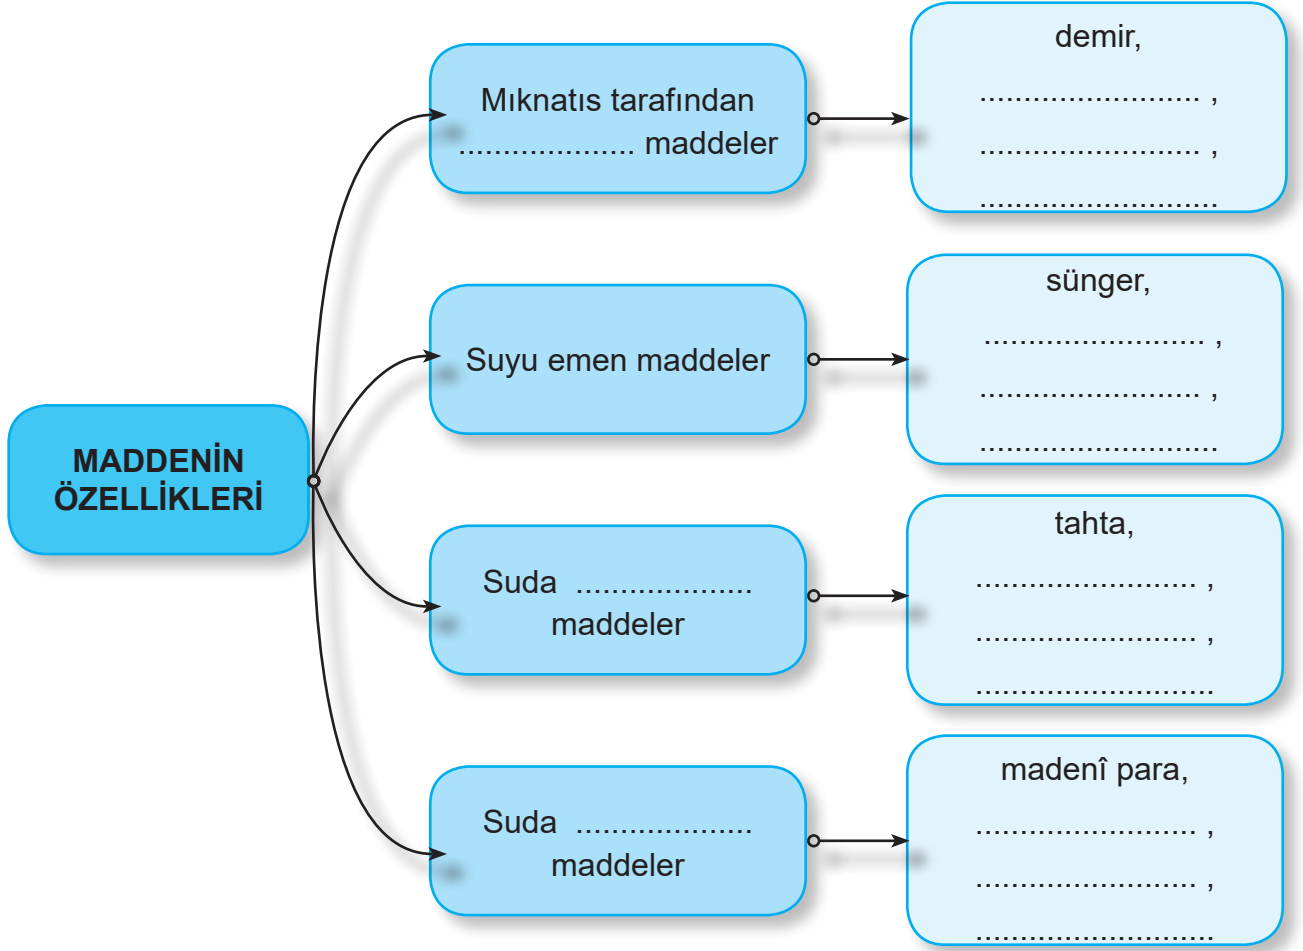 MADDENİN
ÖZELLİKLERİ
Mıknatıs tarafından
.................... maddeler
demir,
......................... ,
......................... ,
...........................
Suyu emen maddeler
sünger,
......................... ,
......................... ,
...........................
Suda ....................
maddeler
tahta,
......................... ,
......................... ,
...........................
Suda ....................
maddeler
madenî para,
......................... ,
......................... ,
...........................